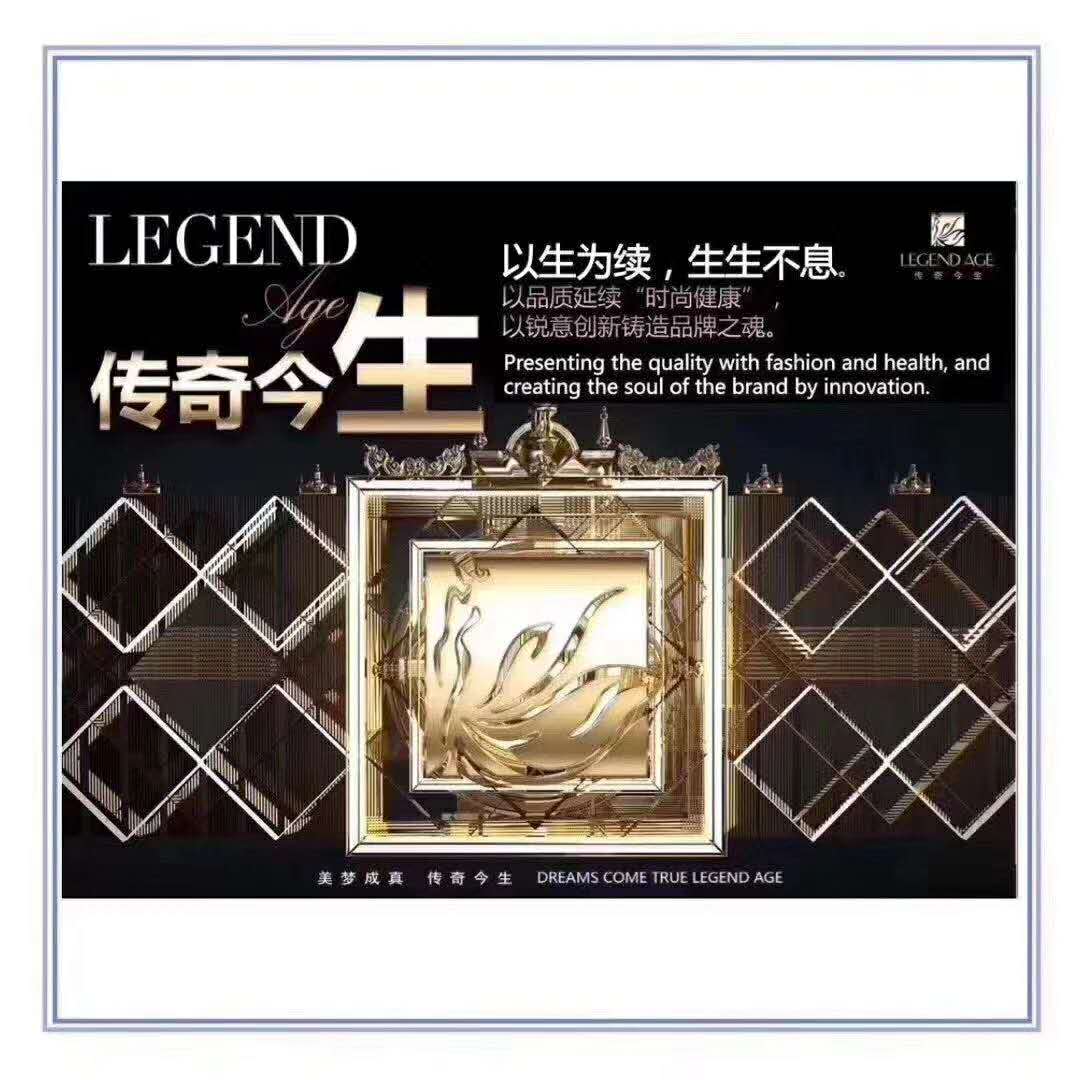 LEGEND
Age
传奇今生
以生为续，生生不息。
以品质延续“时尚健康”，
以锐意创新铸造品牌之魂。
Presenting the quality with fashion and health, and
creating the soul of the brand by innovation.
LEGEND AGE
传奇今生
美梦成真 传奇今生 DREAMS COME TRUE LEGEND AGE